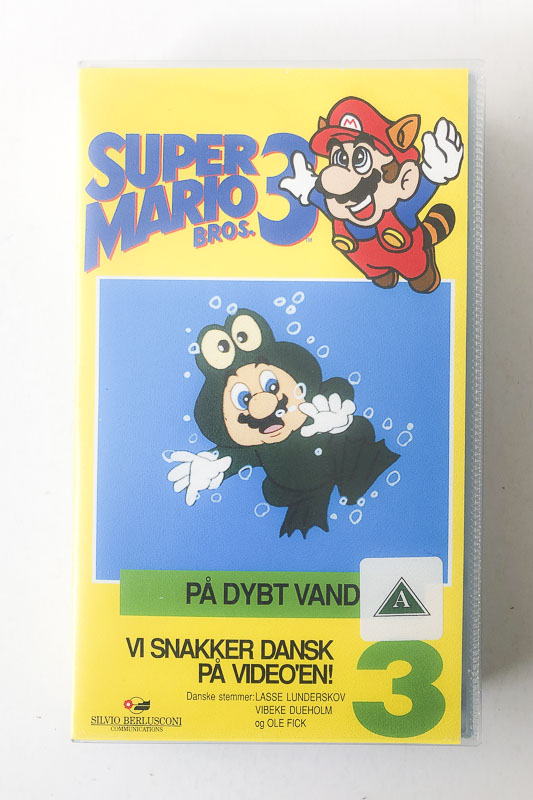 SUPER
MARIO 3
BROS.
TM
M
PÅ DYBT VAND
A
VI SNAKKER DANSK
PÅ VIDEO'EN!
Danske stemmer: LASSE LUNDERSKOV
VIBEKE DUEHOLM
og OLE FICK
3
SILVIO BERLUSCONI
COMMUNICATIONS